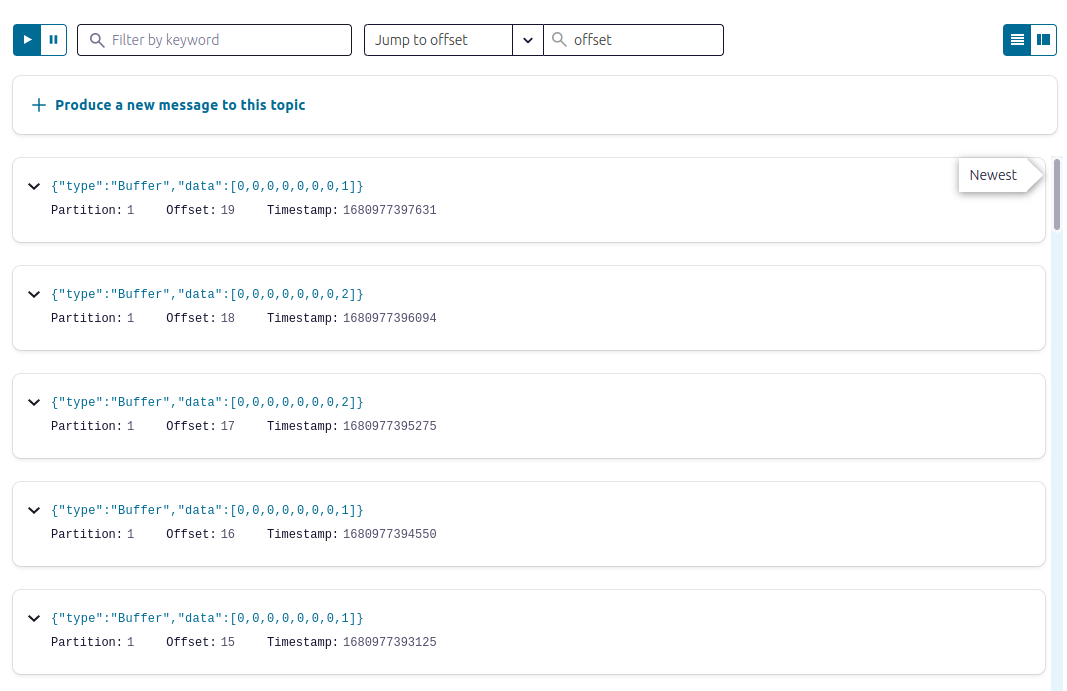 Filter by keyword Jump to offset offset
Produce a new message to this topic
Newest
{"type":"Buffer","data":[0,0,0,0,0,0,0,1]}
Partition: 1 Offset: 19 Timestamp: 1680977397631
{"type":"Buffer","data":[0,0,0,0,0,0,0,2]}
Partition: 1 Offset: 18 Timestamp: 1680977396094
{"type":"Buffer","data":[0,0,0,0,0,0,0,2]}
Partition: 1 Offset: 17 Timestamp: 1680977395275
{"type":"Buffer","data":[0,0,0,0,0,0,0,1]}
Partition: 1 Offset: 16 Timestamp: 1680977394550
{"type":"Buffer","data":[0,0,0,0,0,0,0,1]}
Partition: 1 Offset: 15 Timestamp: 1680977393125